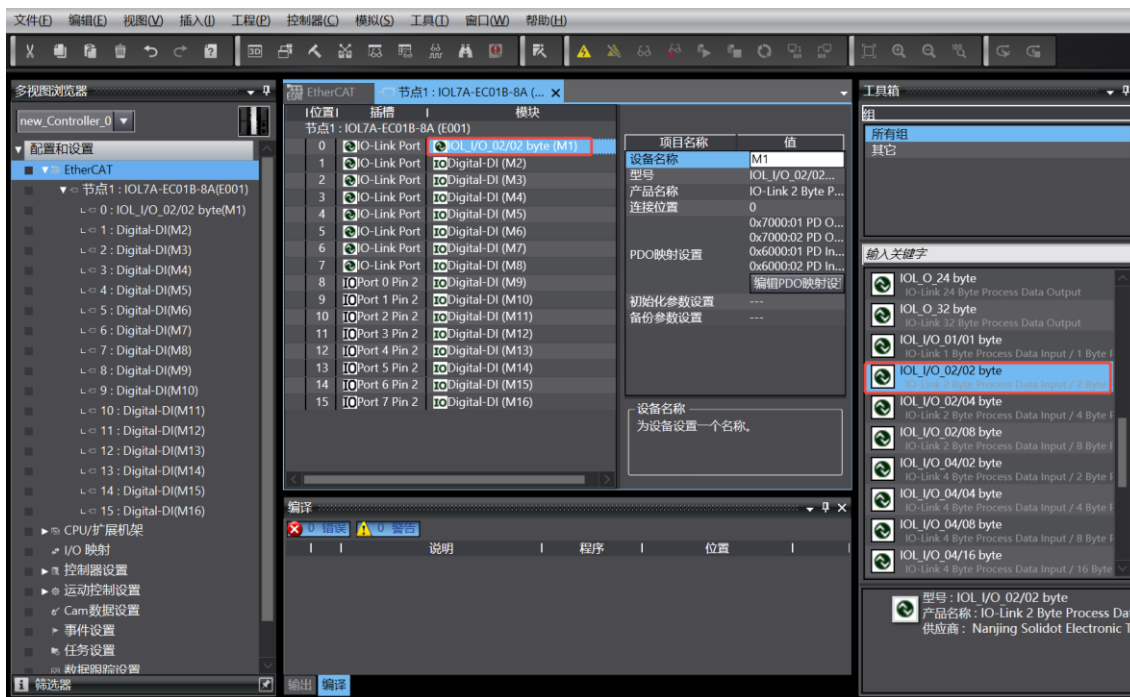 文件(F) 编辑(E) 视图(V) 插入(I) 工程(P) 控制器(C) 模拟(S) 工具(T) 窗口(W) 帮助(H)
多视图浏览器
new_Controller_0
配置和设置
EtherCAT
节点1 : IOL7A-EC01B-8A(E001)
0 : IOL_I/O_02/02 byte(M1)
1 : Digital-DI(M2)
2 : Digital-DI(M3)
3 : Digital-DI(M4)
4 : Digital-DI(M5)
5 : Digital-DI(M6)
6 : Digital-DI(M7)
7 : Digital-DI(M8)
8 : Digital-DI(M9)
9 : Digital-DI(M10)
10 : Digital-DI(M11)
11 : Digital-DI(M12)
12 : Digital-DI(M13)
13 : Digital-DI(M14)
14 : Digital-DI(M15)
15 : Digital-DI(M16)
CPU/扩展机架
I/O 映射
控制器设置
运动控制设置
Cam数据设置
事件设置
任务设置
数据跟踪设置
筛选器
EtherCAT 节点1 : IOL7A-EC01B-8A (...
位置 插槽 模块
节点1 : IOL7A-EC01B-8A (E001)
0 IO-Link Port IOL_I/O_02/02 byte (M1)
1 IO-Link Port Digital-DI (M2)
2 IO-Link Port Digital-DI (M3)
3 IO-Link Port Digital-DI (M4)
4 IO-Link Port Digital-DI (M5)
5 IO-Link Port Digital-DI (M6)
6 IO-Link Port Digital-DI (M7)
7 IO-Link Port Digital-DI (M8)
8 Port 0 Pin 2 Digital-DI (M9)
9 Port 1 Pin 2 Digital-DI (M10)
10 Port 2 Pin 2 Digital-DI (M11)
11 Port 3 Pin 2 Digital-DI (M12)
12 Port 4 Pin 2 Digital-DI (M13)
13 Port 5 Pin 2 Digital-DI (M14)
14 Port 6 Pin 2 Digital-DI (M15)
15 Port 7 Pin 2 Digital-DI (M16)
项目名称 值
设备名称 M1
型号 IOL_I/O_02/02...
产品名称 IO-Link 2 Byte P...
连接位置 0
PDO映射设置
0x7000:01 PD O...
0x7000:02 PD O...
0x6000:01 PD In...
0x6000:02 PD In...
编辑PDO映射设
初始化参数设置 ---
备份参数设置 ---
设备名称
为设备设置一个名称。
编译
0 错误 0 警告
说明 程序 位置
输出 编译
工具箱
组
所有组
其它
输入关键字
IOL_O_24 byte
IO-Link 24 Byte Process Data Output
IOL_O_32 byte
IO-Link 32 Byte Process Data Output
IOL_I/O_01/01 byte
IO-Link 1 Byte Process Data Input / 1 Byte P
IOL_I/O_02/02 byte
IO-Link 2 Byte Process Data Input / 2 Byte
IOL_I/O_02/04 byte
IO-Link 2 Byte Process Data Input / 4 Byte P
IOL_I/O_02/08 byte
IO-Link 2 Byte Process Data Input / 8 Byte P
IOL_I/O_04/02 byte
IO-Link 4 Byte Process Data Input / 2 Byte P
IOL_I/O_04/04 byte
IO-Link 4 Byte Process Data Input / 4 Byte P
IOL_I/O_04/08 byte
IO-Link 4 Byte Process Data Input / 8 Byte P
IOL_I/O_04/16 byte
IO-Link 4 Byte Process Data Input / 16 Byte
型号 : IOL_I/O_02/02 byte
产品名称 : IO-Link 2 Byte Process Da
供应商 : Nanjing Solidot Electronic T